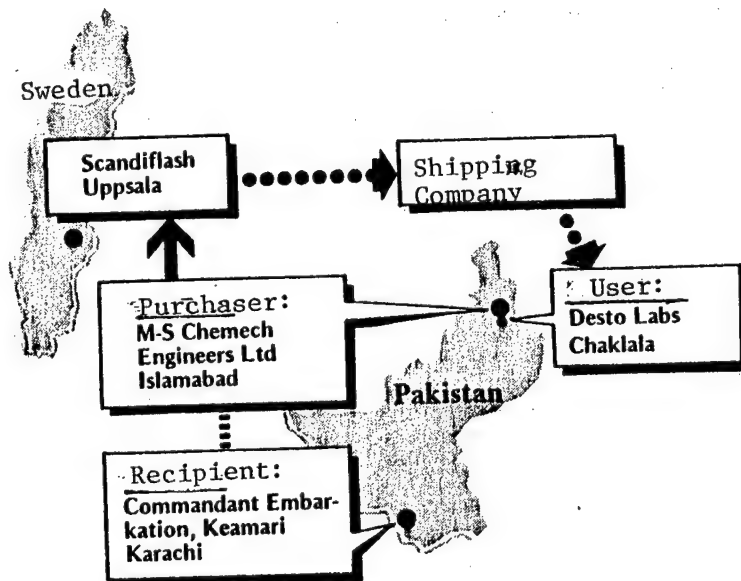 Sweden
Scandiflash
Uppsala
Shipping
Company
Purchaser:
M-S Chemech
Engineers Ltd
Islamabad
User:
Desto Labs
Chaklala
Pakistan
Recipient:
Commandant Embar-
kation, Keamari
Karachi